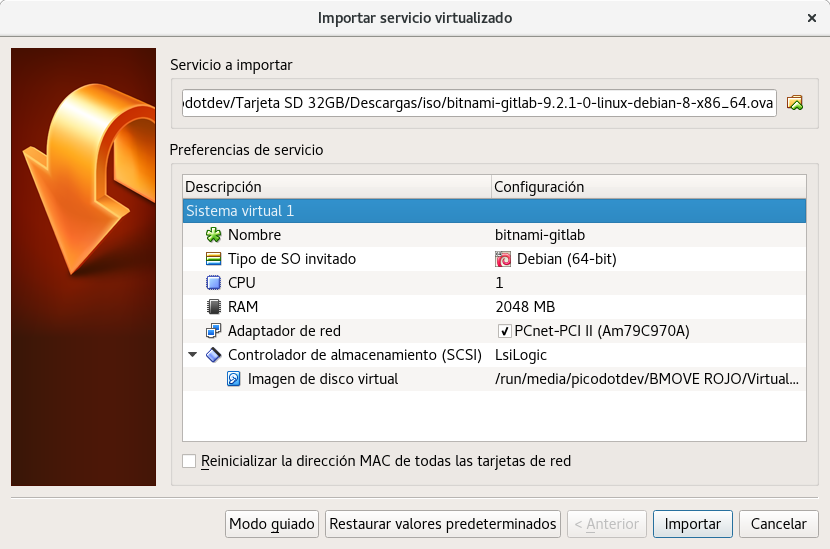 Importar servicio virtualizado
Servicio a importar
odotdev/Tarjeta SD 32GB/Descargas/iso/bitnami-gitlab-9.2.1-0-linux-debian-8-x86_64.ova
Preferencias de servicio
Descripción Configuración
Sistema virtual 1
Nombre bitnami-gitlab
Tipo de SO invitado Debian (64-bit)
CPU 1
RAM 2048 MB
Adaptador de red PCnet-PCI II (Am79C970A)
Controlador de almacenamiento (SCSI) LsiLogic
Imagen de disco virtual /run/media/picodotdev/BMOVE ROJO/Virtual...
Reinicializar la dirección MAC de todas las tarjetas de red
Modo guiado Restaurar valores predeterminados < Anterior Importar Cancelar